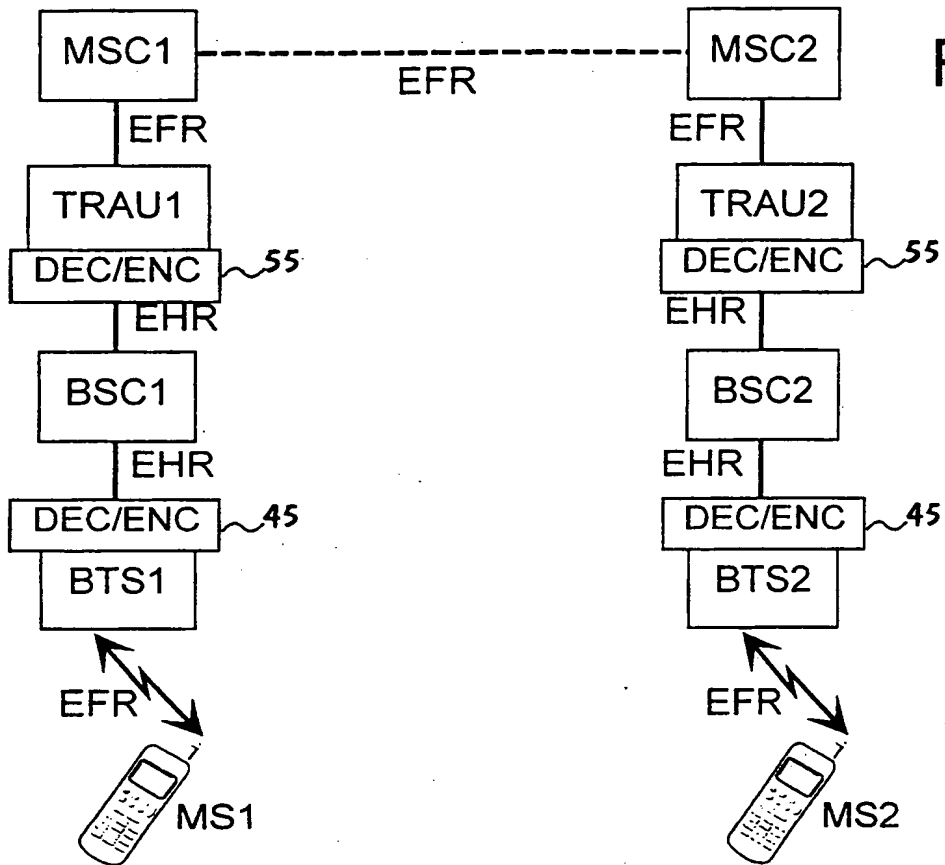 MSC1
EFR
MSC2
EFR
EFR
TRAU1
TRAU2
DEC/ENC 55
DEC/ENC 55
EHR
EHR
BSC1
BSC2
EHR
EHR
DEC/ENC 45
DEC/ENC 45
BTS1
BTS2
EFR
EFR
MS1
MS2